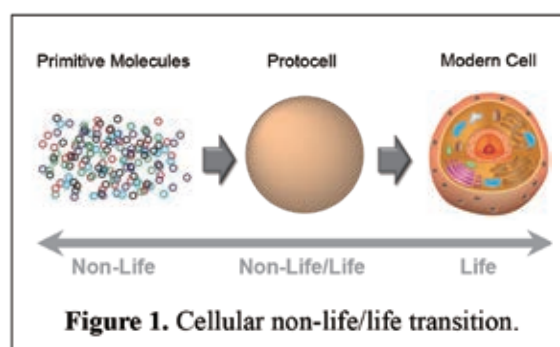 Primitive Molecules Protocell Modern Cell
Non-Life Non-Life/Life Life
Figure 1. Cellular non-life/life transition.